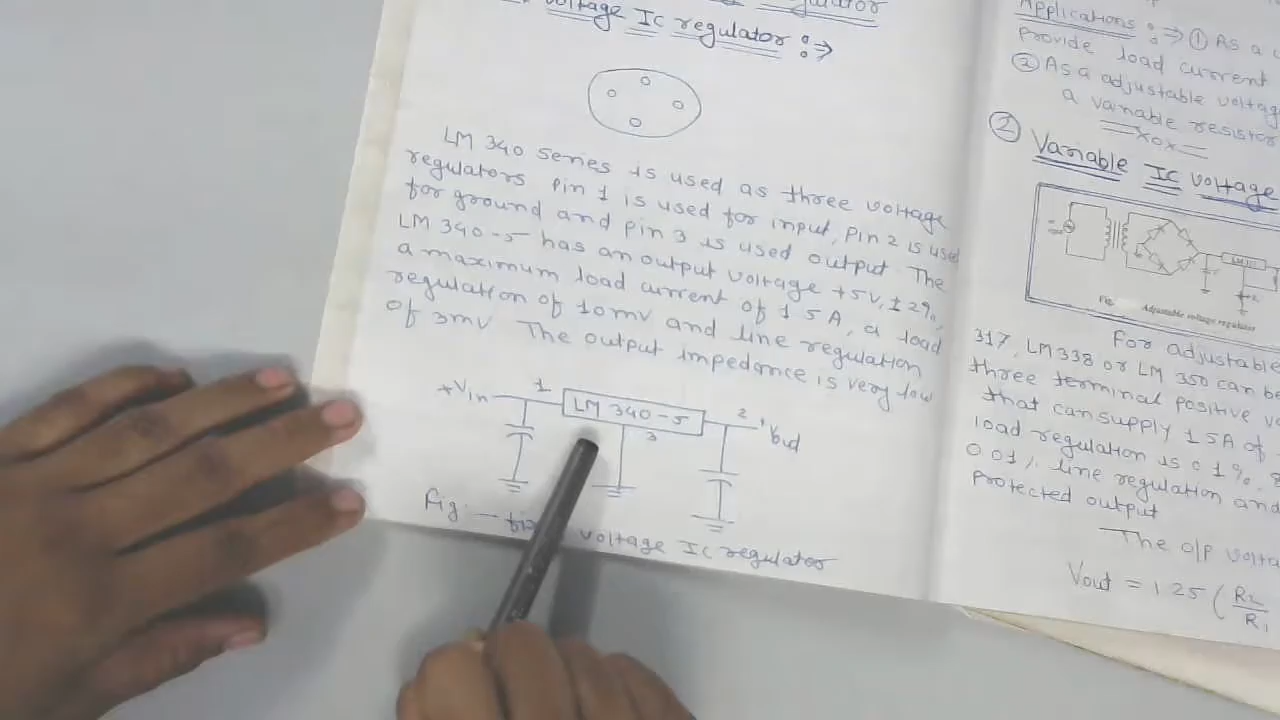 voltage Ic regulator :⇒
LM 340 series is used as three voltage
regulators pin 1 is used for input, pin 2 is used
for ground and pin 3 is used output The
LM 340-5 has an output voltage +5V, ±2%,
a maximum load current of 1 5 A, a load
regulation of 10mv and line regulation
of 3mv The output impedance is very low
+Vin 1 LM 340-5 2 +Vout
3
Fig:- voltage Ic regulator
Applications :⇒ ① As a
provide load current
② As a adjustable voltage
a variable resistor
=xox=
② Variable Ic voltage
Adjustable voltage regulator
For adjustable
317, LM338 or LM 350 can be
three terminal positive
that can supply 1 5A of
load regulation is 0 1%.
0 01% line regulation and
protected output
The o/p
Vout = 1 25 ( R2/R1